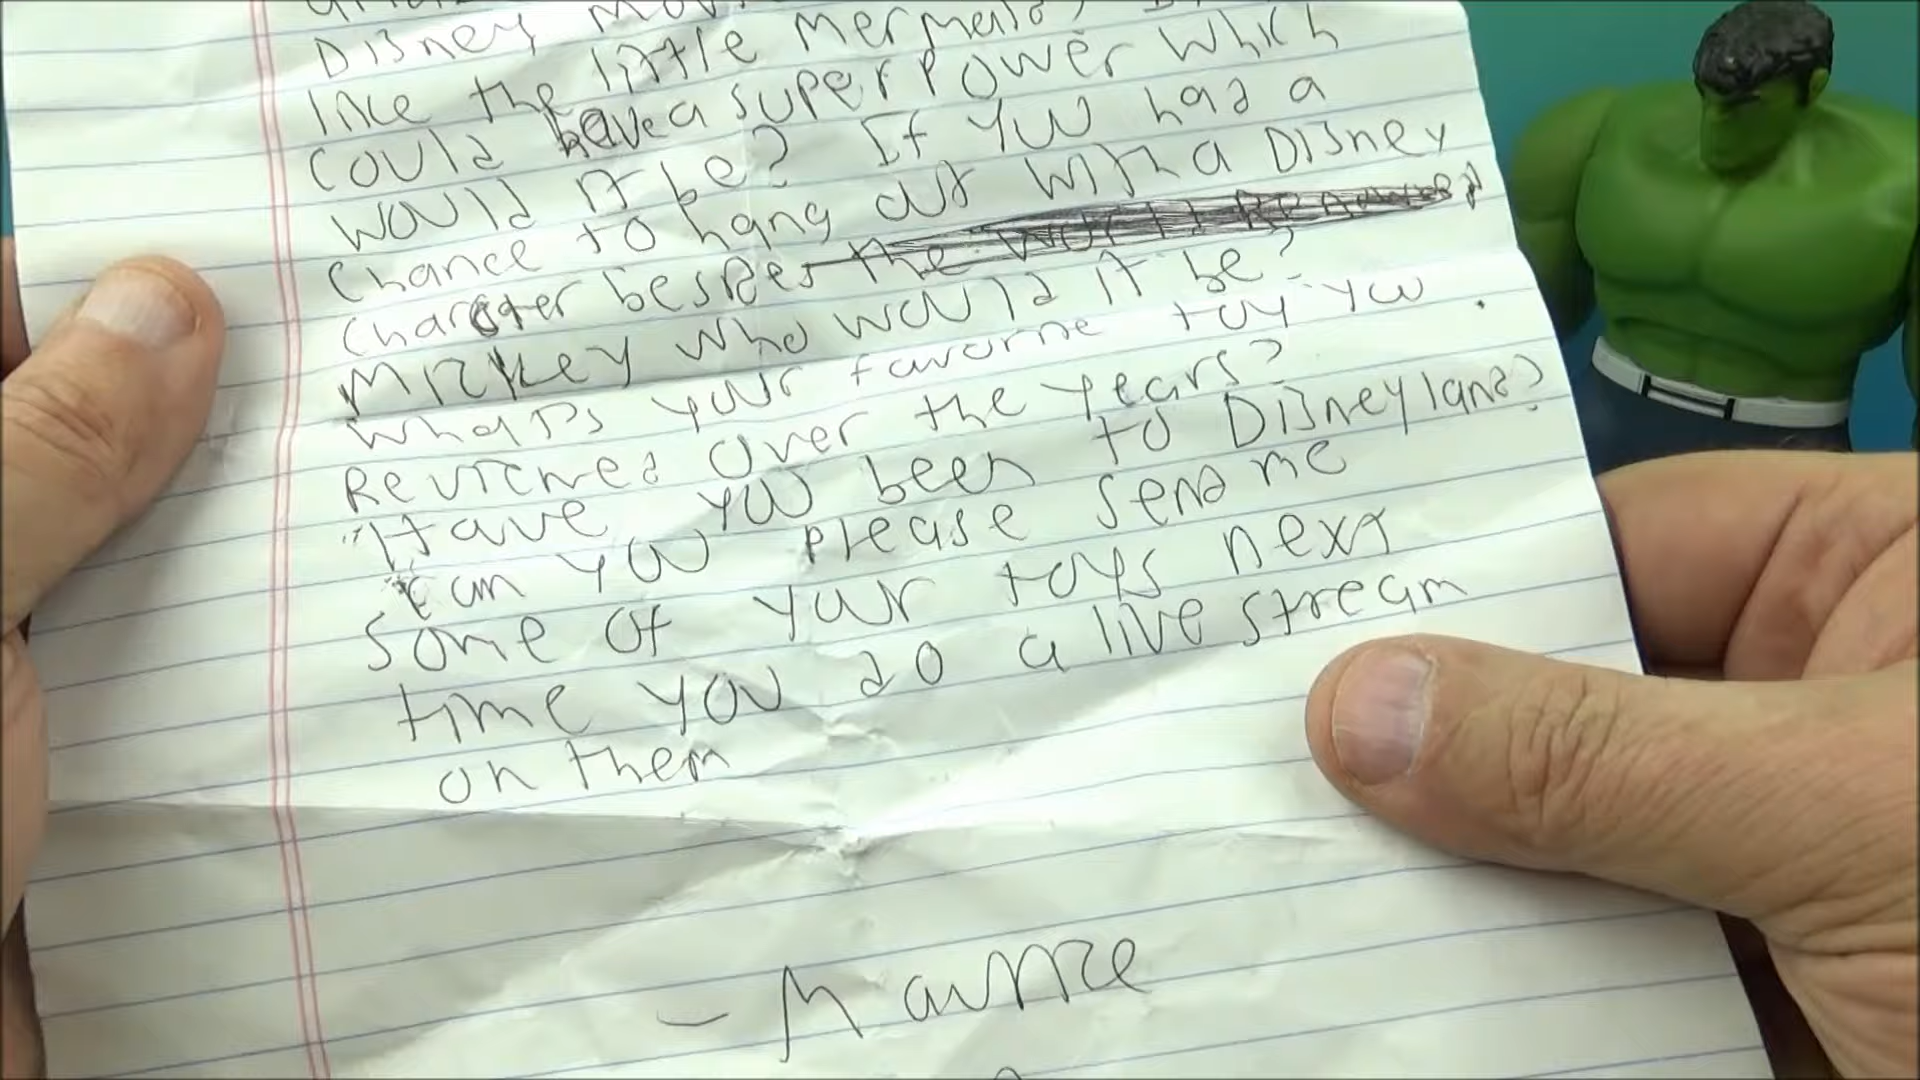 Disney
like the little mermaid?
could have a super power which
would it be? If you had a
chance to hang out with a Disney
charcter besides the
Mickey who would it be?
whats your favorite toy you
Reviewed over the years?
Have you been to Disneyland?
can you please send me
some of your toys next
time you do a live stream
on them
- Maurice